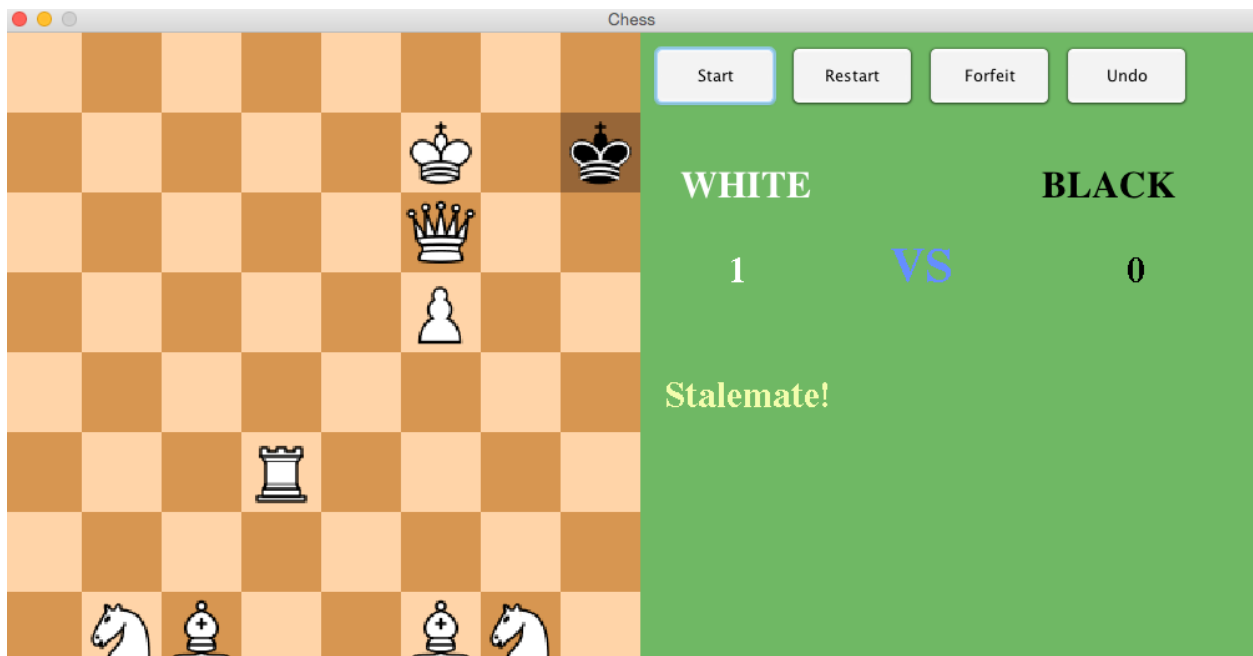 Chess
Start Restart Forfeit Undo
WHITE BLACK
1 VS 0
Stalemate!